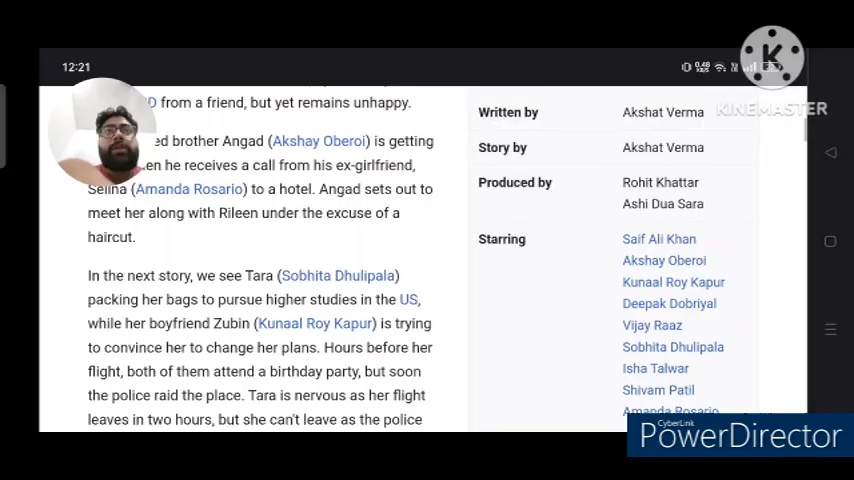 12:21
0.48
KB/S
K
KINEMASTER
D from a friend, but yet remains unhappy.
ed brother Angad (Akshay Oberoi) is getting
en he receives a call from his ex-girlfriend,
Selina (Amanda Rosario) to a hotel. Angad sets out to
meet her along with Rileen under the excuse of a
haircut.
In the next story, we see Tara (Sobhita Dhulipala)
packing her bags to pursue higher studies in the US,
while her boyfriend Zubin (Kunaal Roy Kapur) is trying
to convince her to change her plans. Hours before her
flight, both of them attend a birthday party, but soon
the police raid the place. Tara is nervous as her flight
leaves in two hours, but she can't leave as the police
Written by Akshat Verma
Story by Akshat Verma
Produced by Rohit Khattar
Ashi Dua Sara
Starring Saif Ali Khan
Akshay Oberoi
Kunaal Roy Kapur
Deepak Dobriyal
Vijay Raaz
Sobhita Dhulipala
Isha Talwar
Shivam Patil
Amanda Rosario
CyberLink
PowerDirector